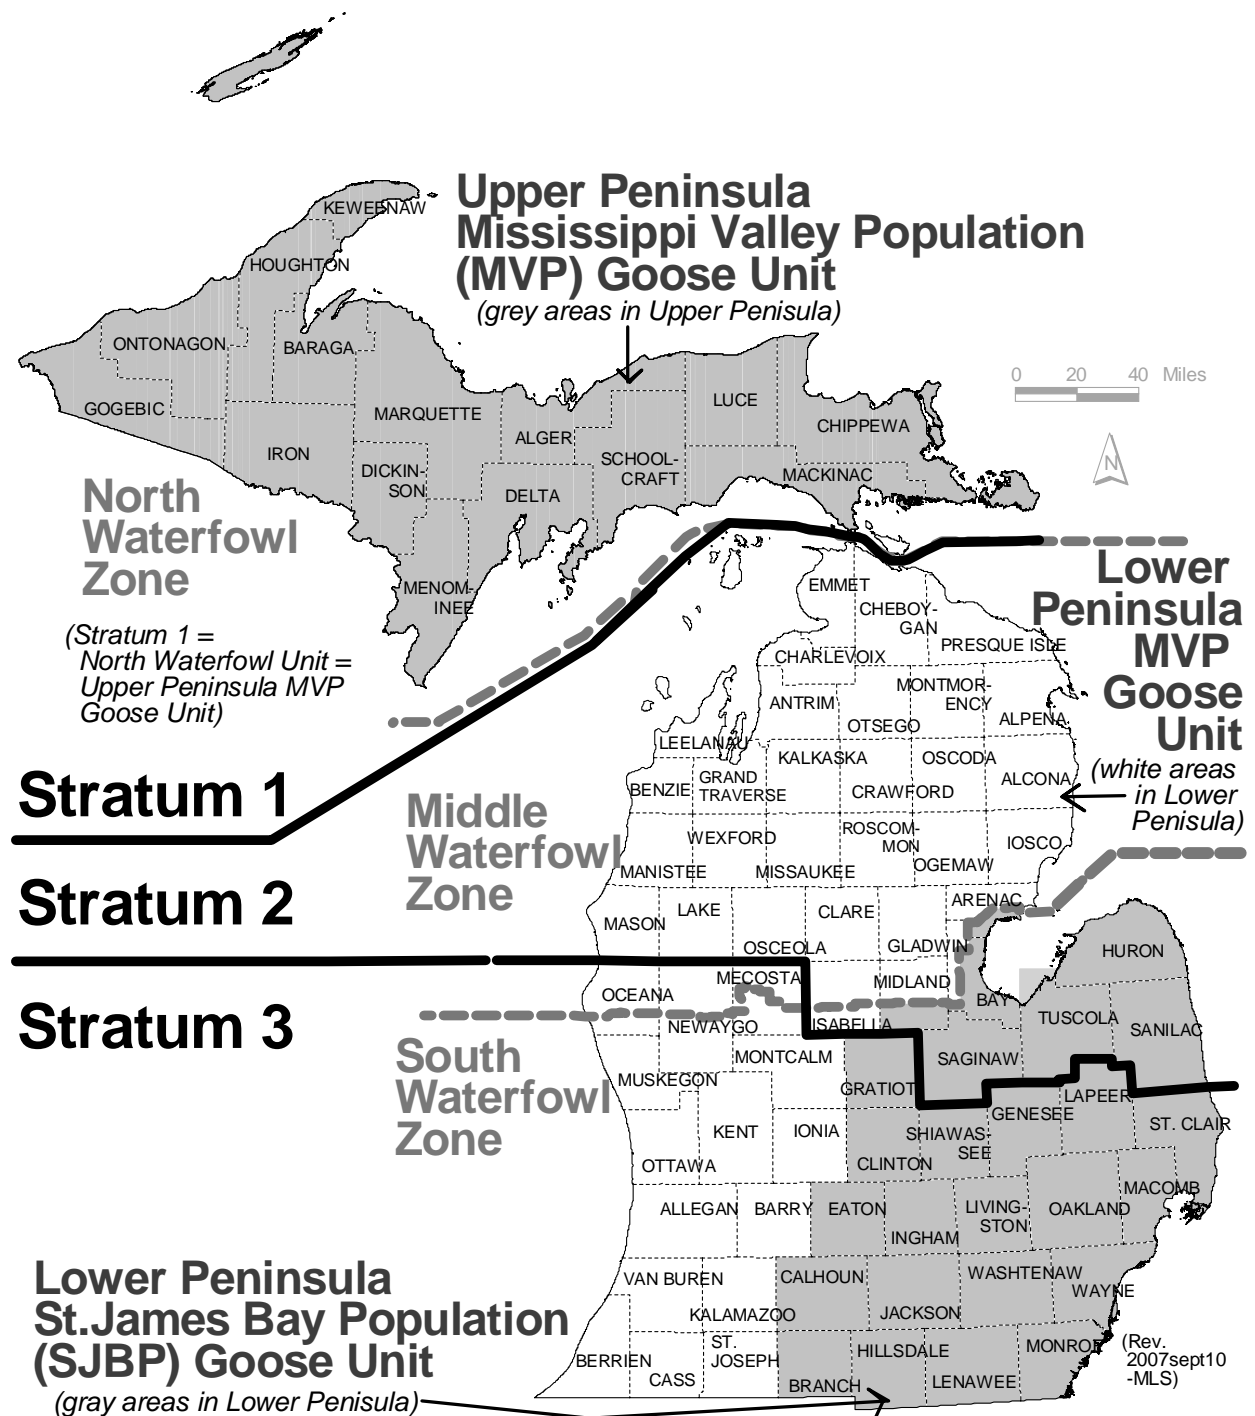 Upper Peninsula
Mississippi Valley Population
(MVP) Goose Unit
(grey areas in Upper Penisula)
KEWEENAW
HOUGHTON
ONTONAGON
BARAGA
GOGEBIC
MARQUETTE
LUCE
CHIPPEWA
ALGER
IRON
DICKIN-
SON
SCHOOL-
CRAFT
MACKINAC
DELTA
MENOM-
INEE
0 20 40 Miles
N
North
Waterfowl
Zone
(Stratum 1 =
North Waterfowl Unit =
Upper Peninsula MVP
Goose Unit)
Lower
Peninsula
MVP
Goose
Unit
(white areas
in Lower
Penisula)
EMMET
CHEBOY-
GAN
PRESQUE ISLE
CHARLEVOIX
ANTRIM
OTSEGO
MONTMOR-
ENCY
ALPENA
LEELANAU
KALKASKA
OSCODA
ALCONA
BENZIE
GRAND
TRAVERSE
CRAWFORD
Stratum 1
Middle
Waterfowl
Zone
WEXFORD
ROSCOM-
MON
IOSCO
MANISTEE
MISSAUKEE
OGEMAW
Stratum 2
MASON
LAKE
CLARE
ARENAC
OSCEOLA
GLADWIN
HURON
OCEANA
MECOSTA
MIDLAND
BAY
Stratum 3
NEWAYGO
ISABELLA
TUSCOLA
SANILAC
South
Waterfowl
Zone
MONTCALM
SAGINAW
MUSKEGON
GRATIOT
LAPEER
GENESEE
KENT
IONIA
SHIAWAS-
SEE
ST. CLAIR
OTTAWA
CLINTON
MACOMB
ALLEGAN
BARRY
EATON
LIVING-
STON
OAKLAND
INGHAM
Lower Peninsula
St.James Bay Population
(SJBP) Goose Unit
(gray areas in Lower Penisula)
VAN BUREN
CALHOUN
WASHTENAW
WAYNE
KALAMAZOO
JACKSON
BERRIEN
CASS
ST.
JOSEPH
BRANCH
HILLSDALE
LENAWEE
MONROE
(Rev.
2007sept10
-MLS)